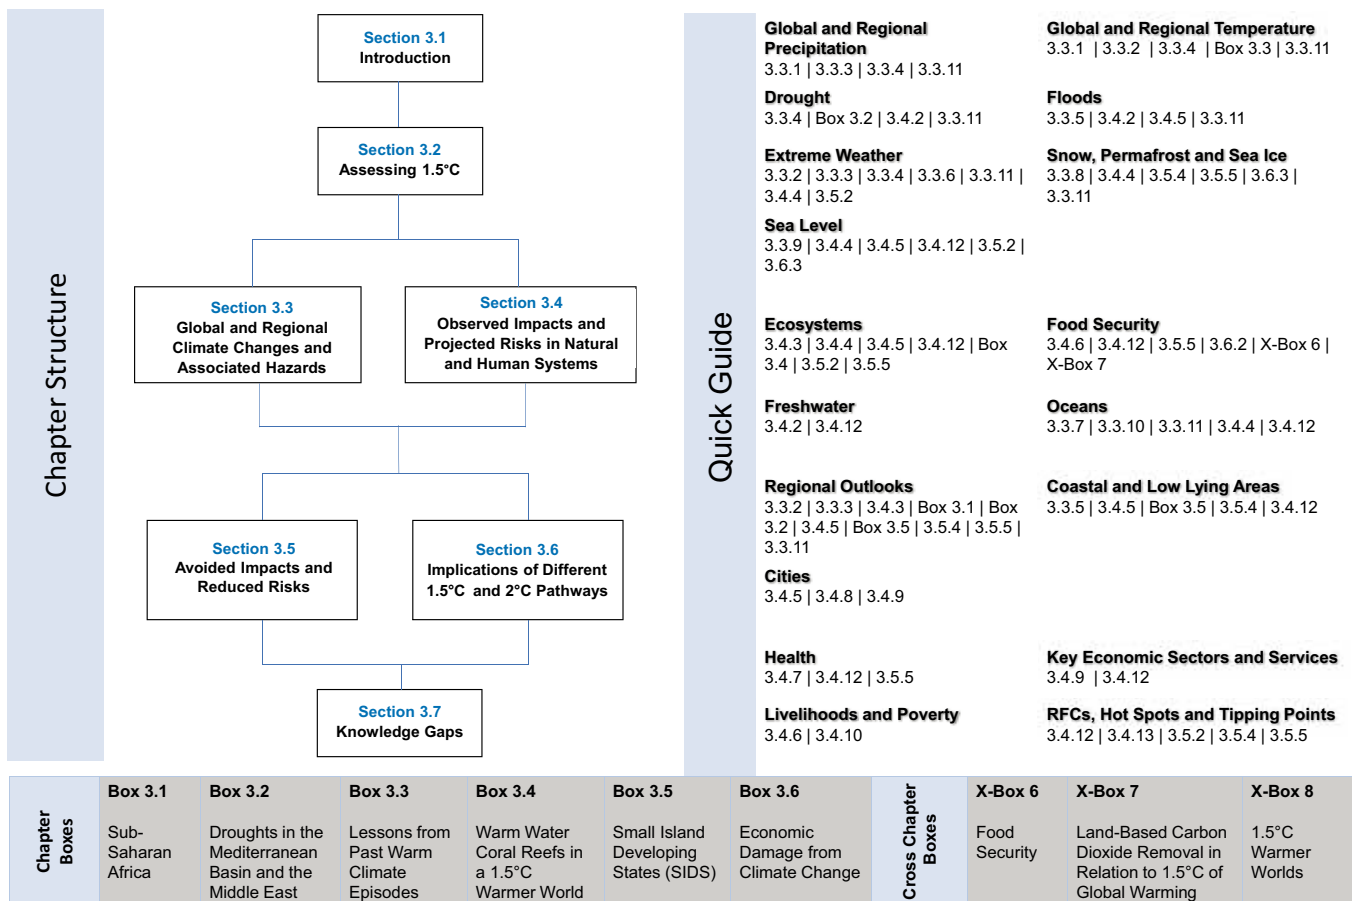 Chapter Structure
Section 3.1
Introduction
Section 3.2
Assessing 1.5°C
Section 3.3
Global and Regional
Climate Changes and
Associated Hazards
Section 3.4
Observed Impacts and
Projected Risks in Natural
and Human Systems
Section 3.5
Avoided Impacts and
Reduced Risks
Section 3.6
Implications of Different
1.5°C and 2°C Pathways
Section 3.7
Knowledge Gaps
Quick Guide
Global and Regional
Precipitation
3.3.1 | 3.3.3 | 3.3.4 | 3.3.11
Global and Regional Temperature
3.3.1 | 3.3.2 | 3.3.4 | Box 3.3 | 3.3.11
Drought
3.3.4 | Box 3.2 | 3.4.2 | 3.3.11
Floods
3.3.5 | 3.4.2 | 3.4.5 | 3.3.11
Extreme Weather
3.3.2 | 3.3.3 | 3.3.4 | 3.3.6 | 3.3.11 |
3.4.4 | 3.5.2
Snow, Permafrost and Sea Ice
3.3.8 | 3.4.4 | 3.5.4 | 3.5.5 | 3.6.3 |
3.3.11
Sea Level
3.3.9 | 3.4.4 | 3.4.5 | 3.4.12 | 3.5.2 |
3.6.3
Ecosystems
3.4.3 | 3.4.4 | 3.4.5 | 3.4.12 | Box
3.4 | 3.5.2 | 3.5.5
Food Security
3.4.6 | 3.4.12 | 3.5.5 | 3.6.2 | X-Box 6 |
X-Box 7
Freshwater
3.4.2 | 3.4.12
Oceans
3.3.7 | 3.3.10 | 3.3.11 | 3.4.4 | 3.4.12
Regional Outlooks
3.3.2 | 3.3.3 | 3.4.3 | Box 3.1 | Box
3.2 | 3.4.5 | Box 3.5 | 3.5.4 | 3.5.5 |
3.3.11
Coastal and Low Lying Areas
3.3.5 | 3.4.5 | Box 3.5 | 3.5.4 | 3.4.12
Cities
3.4.5 | 3.4.8 | 3.4.9
Health
3.4.7 | 3.4.12 | 3.5.5
Key Economic Sectors and Services
3.4.9 | 3.4.12
Livelihoods and Poverty
3.4.6 | 3.4.10
RFCs, Hot Spots and Tipping Points
3.4.12 | 3.4.13 | 3.5.2 | 3.5.4 | 3.5.5
Chapter
Boxes
Box 3.1
Sub-
Saharan
Africa
Box 3.2
Droughts in the
Mediterranean
Basin and the
Middle East
Box 3.3
Lessons from
Past Warm
Climate
Episodes
Box 3.4
Warm Water
Coral Reefs in
a 1.5°C
Warmer World
Box 3.5
Small Island
Developing
States (SIDS)
Box 3.6
Economic
Damage from
Climate Change
Cross Chapter
Boxes
X-Box 6
Food
Security
X-Box 7
Land-Based Carbon
Dioxide Removal in
Relation to 1.5°C of
Global Warming
X-Box 8
1.5°C
Warmer
Worlds